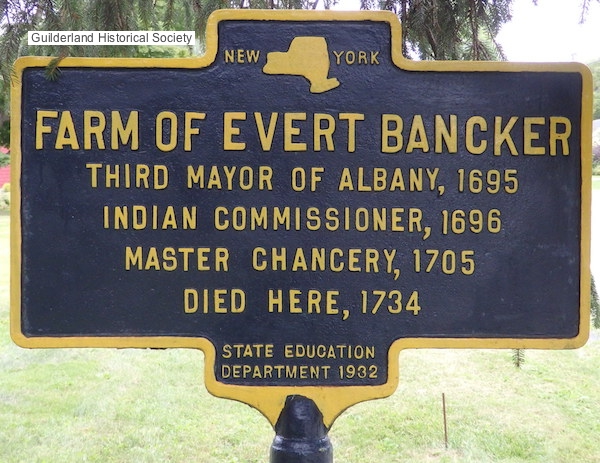 Guilderland Historical Society
NEW YORK
FARM OF EVERT BANCKER
THIRD MAYOR OF ALBANY, 1695
INDIAN COMMISSIONER, 1696
MASTER CHANCERY, 1705
DIED HERE, 1734
STATE EDUCATION
DEPARTMENT 1932